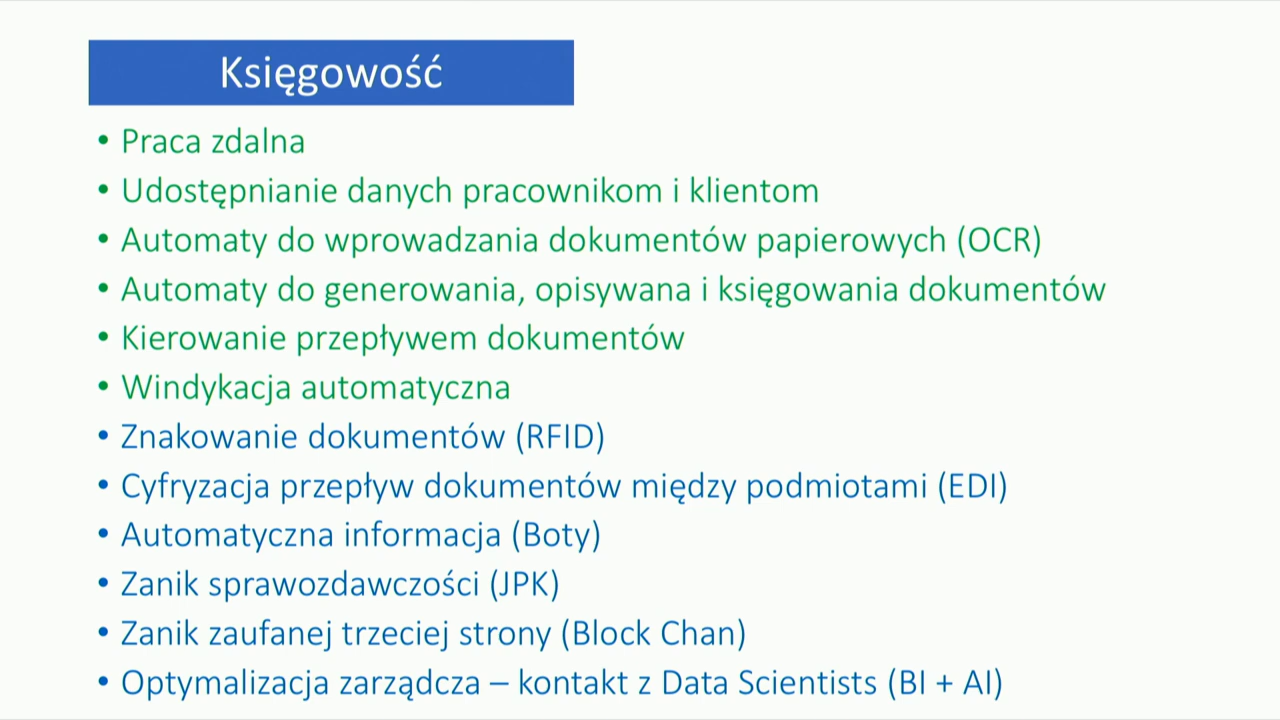 Księgowość
• Praca zdalna
• Udostępnianie danych pracownikom i klientom
• Automaty do wprowadzania dokumentów papierowych (OCR)
• Automaty do generowania, opisywana i księgowania dokumentów
• Kierowanie przepływem dokumentów
• Windykacja automatyczna
• Znakowanie dokumentów (RFID)
• Cyfryzacja przepływ dokumentów między podmiotami (EDI)
• Automatyczna informacja (Boty)
• Zanik sprawozdawczości (JPK)
• Zanik zaufanej trzeciej strony (Block Chan)
• Optymalizacja zarządcza – kontakt z Data Scientists (BI + AI)